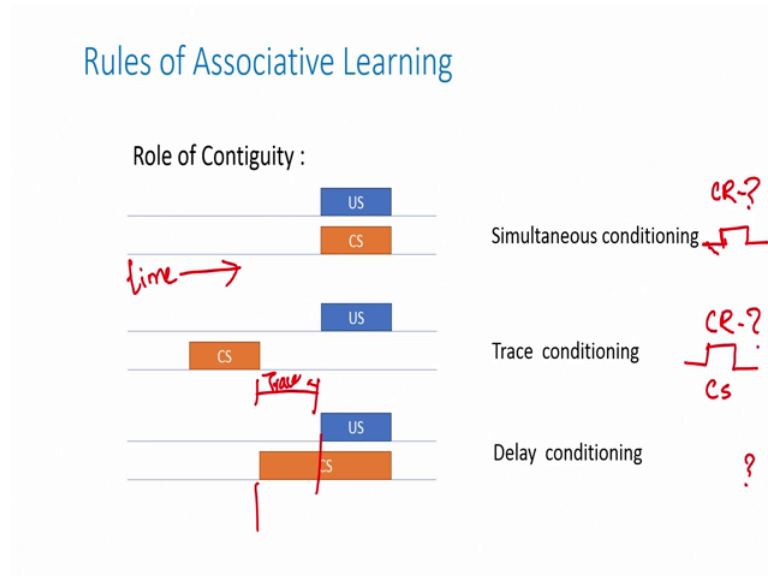 Rules of Associative Learning
Role of Contiguity :
US
CR-?
CS
Simultaneous conditioning
time
US
CR-?
CS
Trace conditioning
Trace
CS
US
Delay conditioning
CS
?